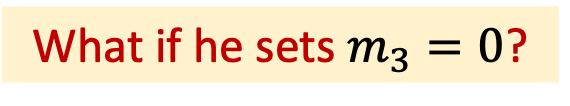 What if he sets m₃ = 0?